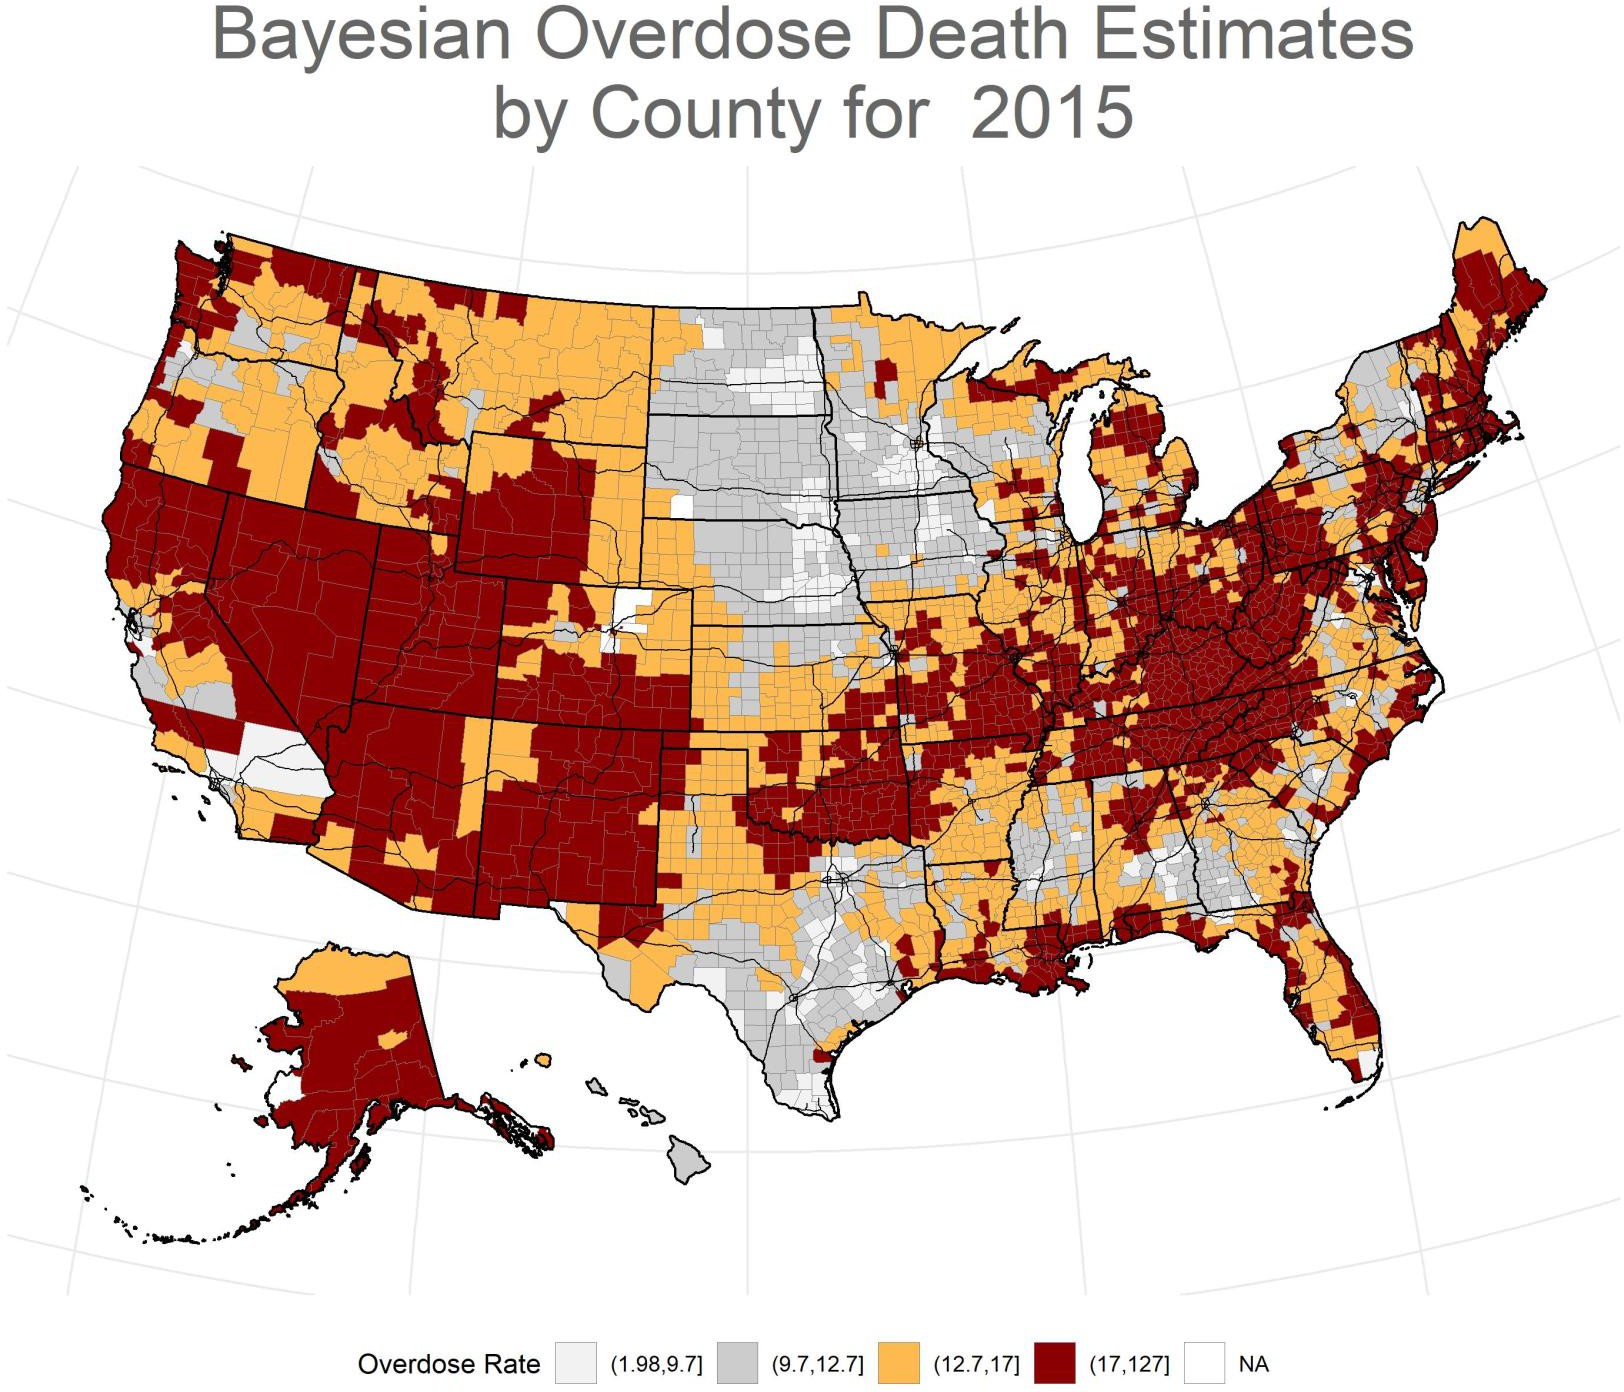 Bayesian Overdose Death Estimates
by County for 2015
Overdose Rate (1.98,9.7] (9.7,12.7] (12.7,17] (17,127] NA